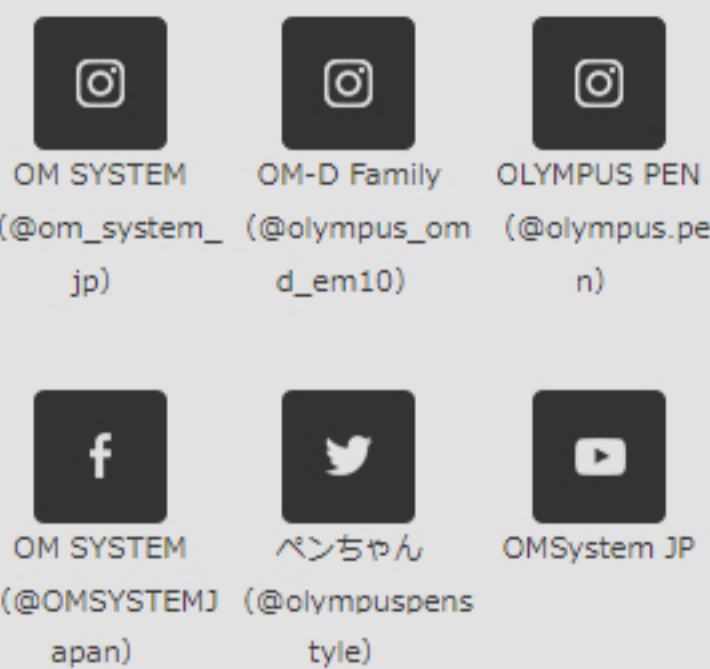 OM SYSTEM
（@om_system_
jp）
OM-D Family
（@olympus_om
d_em10）
OLYMPUS PEN
（@olympus.pe
n）
OM SYSTEM
（@OMSYSTEMJ
apan）
ペンちゃん
（@olympuspens
tyle）
OMSystem JP